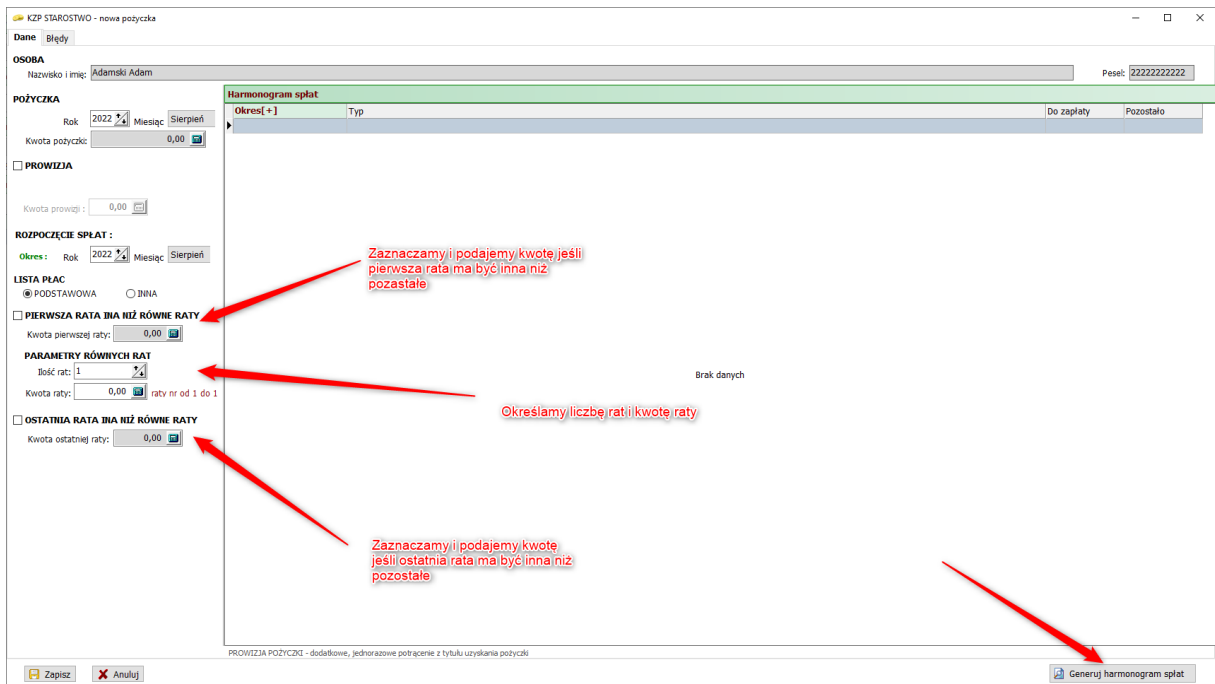 KZP STAROSTWO - nowa pożyczka
Dane Błędy
OSOBA
Nazwisko i imię: Adamski Adam Pesel: 22222222222
POŻYCZKA
Rok 2022 Miesiąc Sierpień
Kwota pożyczki: 0,00
PROWIZJA
Kwota prowizji : 0,00
ROZPOCZĘCIE SPŁAT :
Okres : Rok 2022 Miesiąc Sierpień
LISTA PŁAC
PODSTAWOWA INNA
PIERWSZA RATA INA NIŻ RÓWNE RATY
Kwota pierwszej raty: 0,00
PARAMETRY RÓWNYCH RAT
Ilość rat: 1
Kwota raty: 0,00 raty nr od 1 do 1
OSTATNIA RATA INA NIŻ RÓWNE RATY
Kwota ostatniej raty: 0,00
Harmonogram spłat
Okres[+] Typ Do zapłaty Pozostało
Zaznaczamy i podajemy kwotę jeśli
pierwsza rata ma być inna niż
pozastałe
Brak danych
Określamy liczbę rat i kwotę raty
Zaznaczamy i podajemy kwotę
jeśli ostatnia rata ma być inna niż
pozostałe
PROWIZJA POŻYCZKI - dodatkowe, jednorazowe potrącenie z tytułu uzyskania pożyczki
Zapisz Anuluj Generuj harmonogram spłat